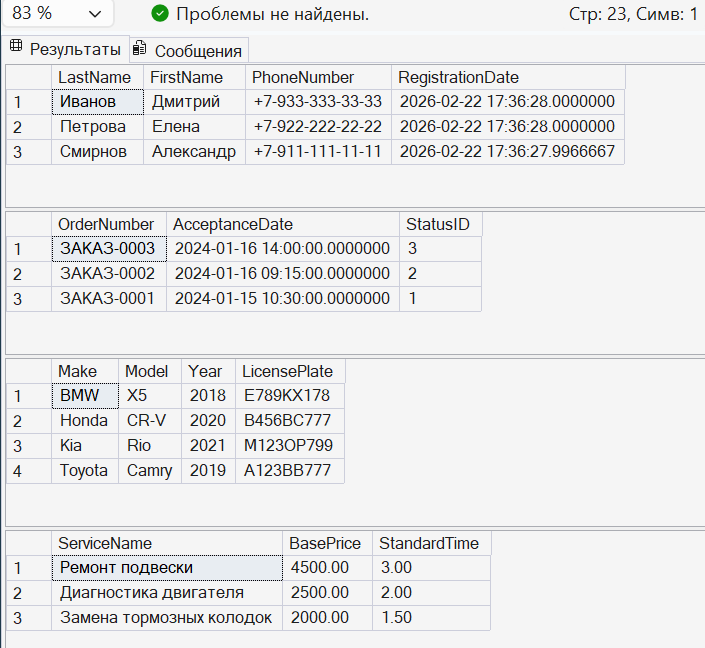 83 % Проблемы не найдены. Стр: 23, Симв: 1
Результаты Сообщения
LastName FirstName PhoneNumber RegistrationDate
1 Иванов Дмитрий +7-933-333-33-33 2026-02-22 17:36:28.0000000
2 Петрова Елена +7-922-222-22-22 2026-02-22 17:36:28.0000000
3 Смирнов Александр +7-911-111-11-11 2026-02-22 17:36:27.9966667
OrderNumber AcceptanceDate StatusID
1 ЗАКАЗ-0003 2024-01-16 14:00:00.0000000 3
2 ЗАКАЗ-0002 2024-01-16 09:15:00.0000000 2
3 ЗАКАЗ-0001 2024-01-15 10:30:00.0000000 1
Make Model Year LicensePlate
1 BMW X5 2018 Е789КХ178
2 Honda CR-V 2020 В456ВС777
3 Kia Rio 2021 М123ОР799
4 Toyota Camry 2019 А123ВВ777
ServiceName BasePrice StandardTime
1 Ремонт подвески 4500.00 3.00
2 Диагностика двигателя 2500.00 2.00
3 Замена тормозных колодок 2000.00 1.50